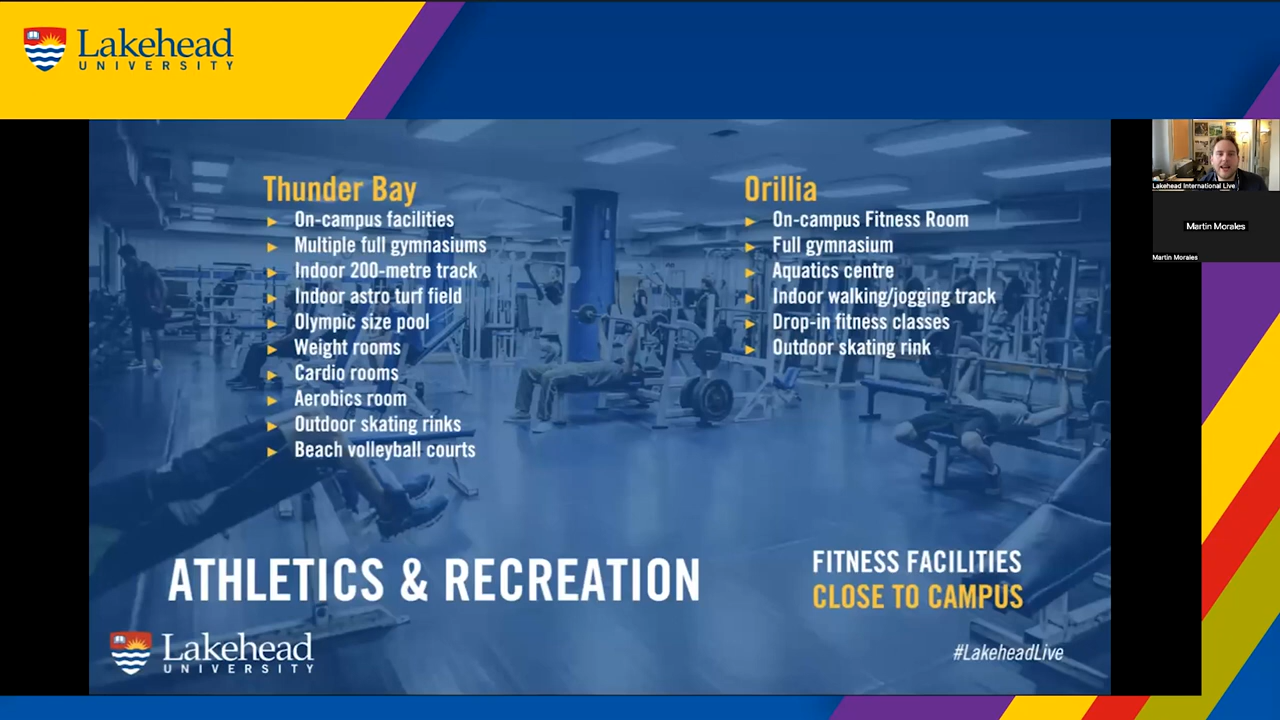 Lakehead
UNIVERSITY
Thunder Bay
► On-campus facilities
► Multiple full gymnasiums
► Indoor 200-metre track
► Indoor astro turf field
► Olympic size pool
► Weight rooms
► Cardio rooms
► Aerobics room
► Outdoor skating rinks
► Beach volleyball courts
Orillia
► On-campus Fitness Room
► Full gymnasium
► Aquatics centre
► Indoor walking/jogging track
► Drop-in fitness classes
► Outdoor skating rink
ATHLETICS & RECREATION
FITNESS FACILITIES
CLOSE TO CAMPUS
Lakehead
UNIVERSITY
#LakeheadLive
Lakehead International Live
Martin Morales
Martin Morales